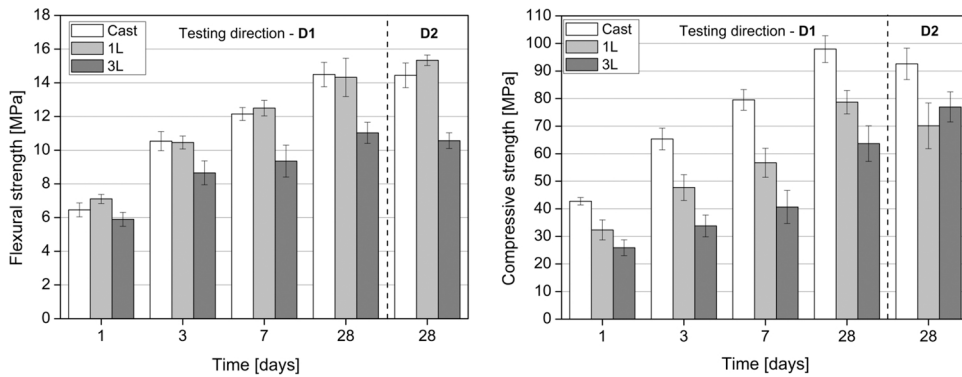 Flexural strength [MPa]
18
16
14
12
10
8
6
4
2
0
Cast
1L
3L
Testing direction - D1
D2
1 3 7 28 28
Time [days]
Compressive strength [MPa]
110
100
90
80
70
60
50
40
30
20
10
0
Cast
1L
3L
Testing direction - D1
D2
1 3 7 28 28
Time [days]